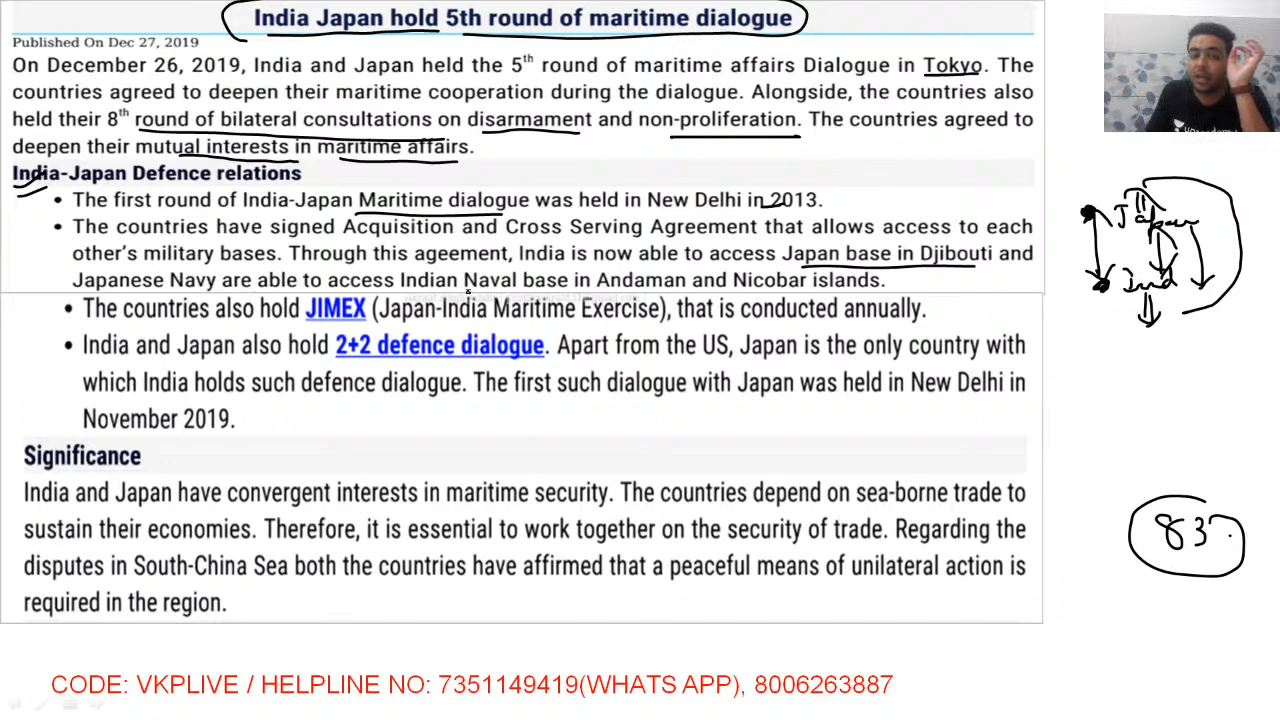 India Japan hold 5th round of maritime dialogue
Published On Dec 27, 2019
On December 26, 2019, India and Japan held the 5th round of maritime affairs Dialogue in Tokyo. The
countries agreed to deepen their maritime cooperation during the dialogue. Alongside, the countries also
held their 8th round of bilateral consultations on disarmament and non-proliferation. The countries agreed to
deepen their mutual interests in maritime affairs.
India-Japan Defence relations
• The first round of India-Japan Maritime dialogue was held in New Delhi in 2013.
• The countries have signed Acquisition and Cross Serving Agreement that allows access to each
other's military bases. Through this ageement, India is now able to access Japan base in Djibouti and
Japanese Navy are able to access Indian Naval base in Andaman and Nicobar islands.
• The countries also hold JIMEX (Japan-India Maritime Exercise), that is conducted annually.
• India and Japan also hold 2+2 defence dialogue. Apart from the US, Japan is the only country with
which India holds such defence dialogue. The first such dialogue with Japan was held in New Delhi in
November 2019.
Significance
India and Japan have convergent interests in maritime security. The countries depend on sea-borne trade to
sustain their economies. Therefore, it is essential to work together on the security of trade. Regarding the
disputes in South-China Sea both the countries have affirmed that a peaceful means of unilateral action is
required in the region.
Japan
Ind
83
CODE: VKPLIVE / HELPLINE NO: 7351149419(WHATS APP), 8006263887